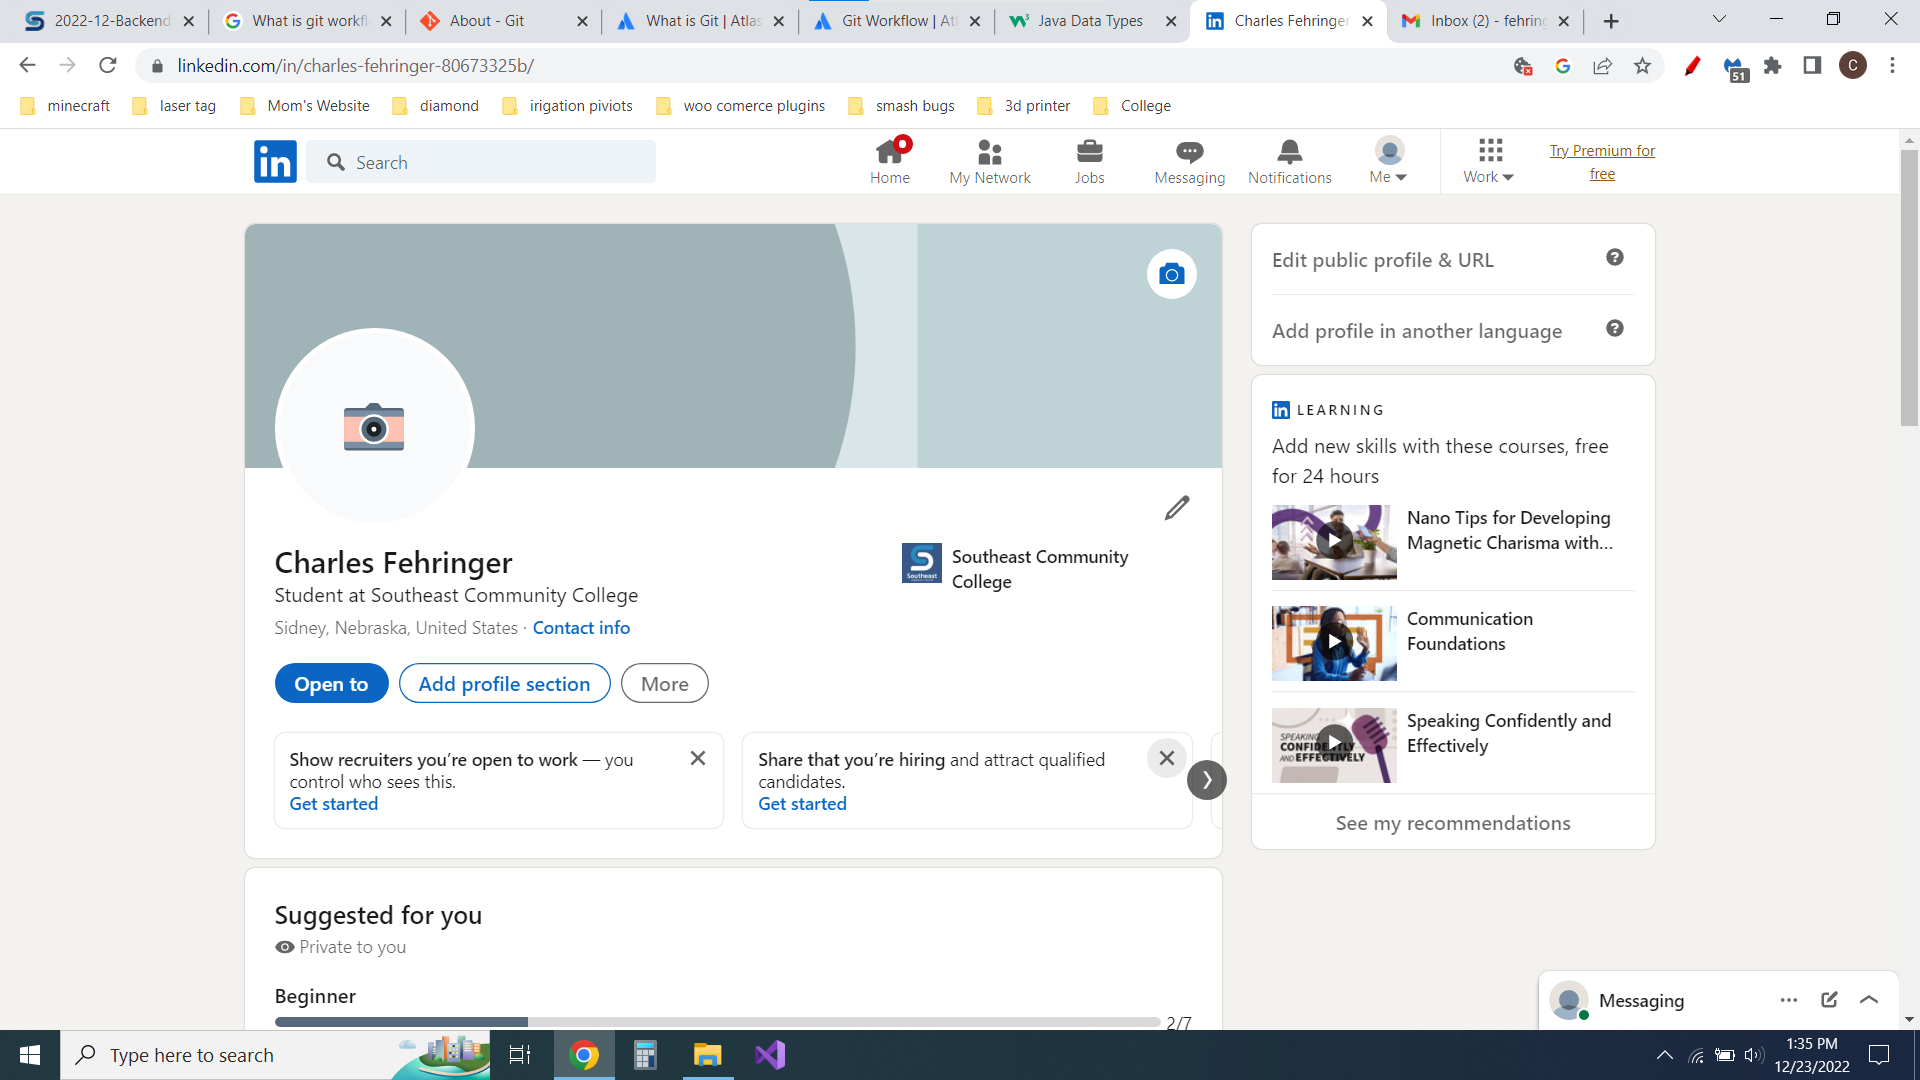 2022-12-Backend
What is git workfl
About - Git
What is Git | Atlas
Git Workflow | Atl
Java Data Types
Charles Fehringer
Inbox (2) - fehring
linkedin.com/in/charles-fehringer-80673325b/
51
C
minecraft
laser tag
Mom's Website
diamond
irigation piviots
woo comerce plugins
smash bugs
3d printer
College
in
Search
Home
My Network
Jobs
Messaging
Notifications
Me
Work
Try Premium for
free
Charles Fehringer
Student at Southeast Community College
Sidney, Nebraska, United States · Contact info
Southeast
Southeast Community
College
Open to
Add profile section
More
Show recruiters you’re open to work — you
control who sees this.
Get started
Share that you’re hiring and attract qualified
candidates.
Get started
Suggested for you
Private to you
Beginner
2/7
Edit public profile & URL
Add profile in another language
in LEARNING
Add new skills with these courses, free
for 24 hours
Nano Tips for Developing
Magnetic Charisma with...
Communication
Foundations
SPEAKING
CONFIDENTLY
AND EFFECTIVELY
Speaking Confidently and
Effectively
See my recommendations
Messaging
Type here to search
1:35 PM
12/23/2022